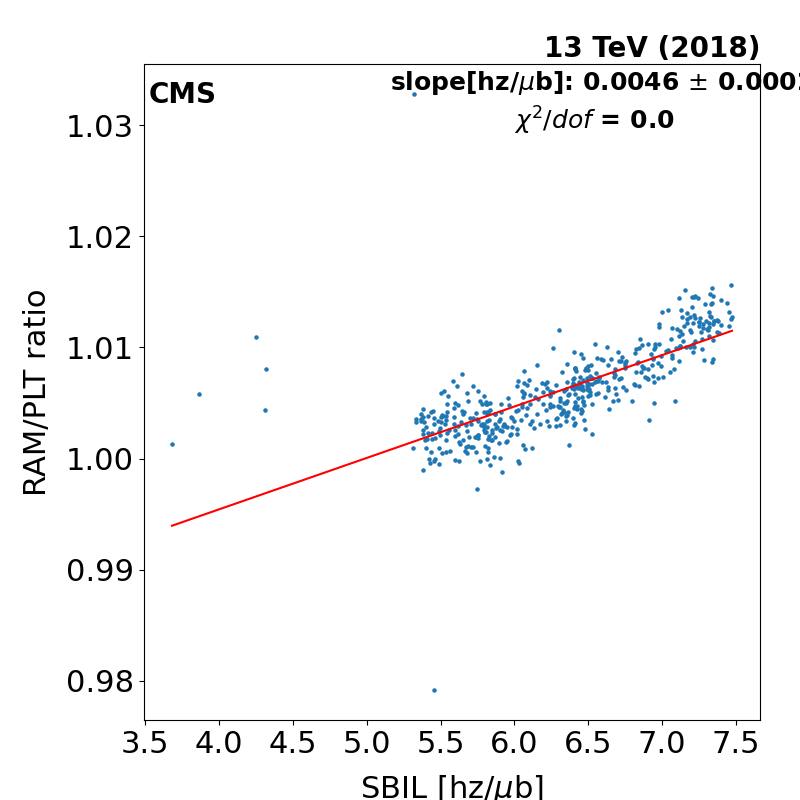 13 TeV (2018)
CMS
slope[hz/μb]: 0.0046 ± 0.000
χ²/dof = 0.0
RAM/PLT ratio
1.03
1.02
1.01
1.00
0.99
0.98
3.5 4.0 4.5 5.0 5.5 6.0 6.5 7.0 7.5
SBIL [hz/μb]